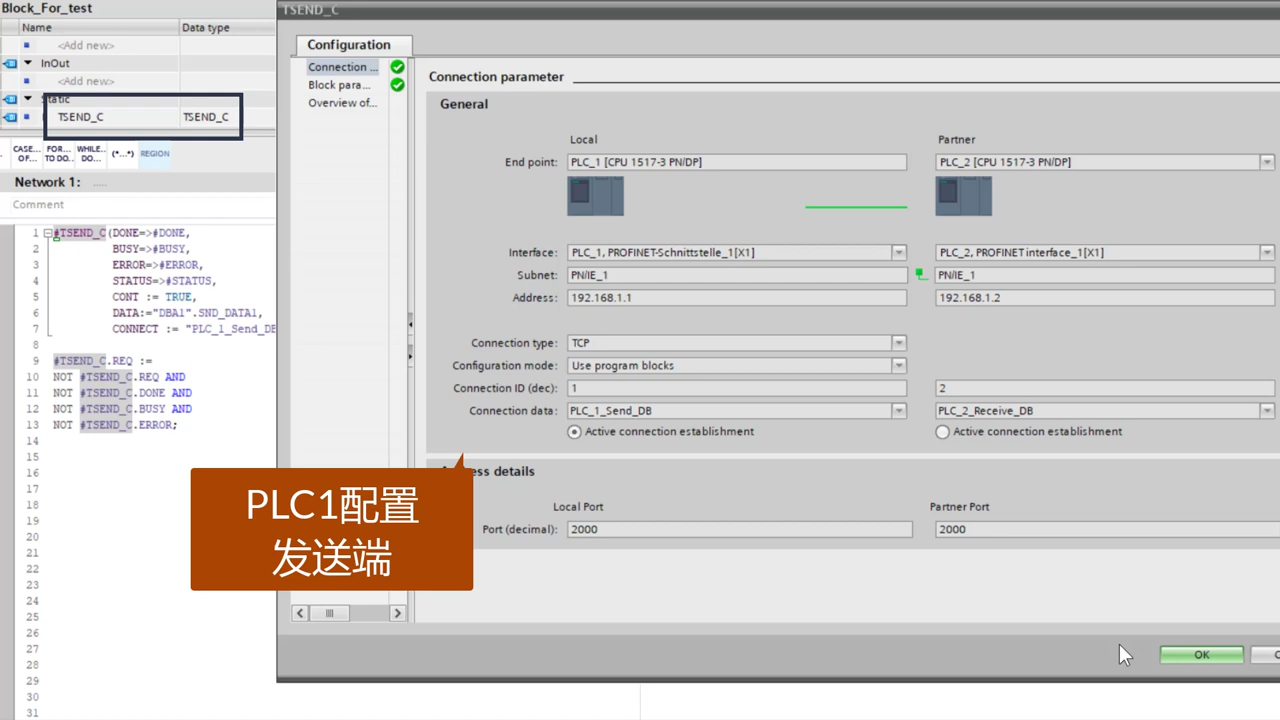 Block_For_test
Name Data type
<Add new>
InOut
<Add new>
Static
TSEND_C TSEND_C
CASE... OF... FOR... TO DO.. WHILE.. DO... (*...*) REGION
Network 1: .....
Comment
1 #TSEND_C(DONE=>#DONE,
2 BUSY=>#BUSY,
3 ERROR=>#ERROR,
4 STATUS=>#STATUS,
5 CONT := TRUE,
6 DATA:="DBA1".SND_DATA1,
7 CONNECT := "PLC_1_Send_DB
8
9 #TSEND_C.REQ :=
10 NOT #TSEND_C.REQ AND
11 NOT #TSEND_C.DONE AND
12 NOT #TSEND_C.BUSY AND
13 NOT #TSEND_C.ERROR;
14
15
16
17
18
19
20
21
22
23
24
25
26
27
28
29
30
31
TSEND_C
Configuration
Connection ...
Block para...
Overview of...
Connection parameter
General
Local Partner
End point: PLC_1 [CPU 1517-3 PN/DP] PLC_2 [CPU 1517-3 PN/DP]
Interface: PLC_1, PROFINET-Schnittstelle_1[X1] PLC_2, PROFINET interface_1[X1]
Subnet: PN/IE_1 PN/IE_1
Address: 192.168.1.1 192.168.1.2
Connection type: TCP
Configuration mode: Use program blocks
Connection ID (dec): 1 2
Connection data: PLC_1_Send_DB PLC_2_Receive_DB
Active connection establishment Active connection establishment
ess details
Local Port Partner Port
Port (decimal): 2000 2000
PLC1配置
发送端
OK